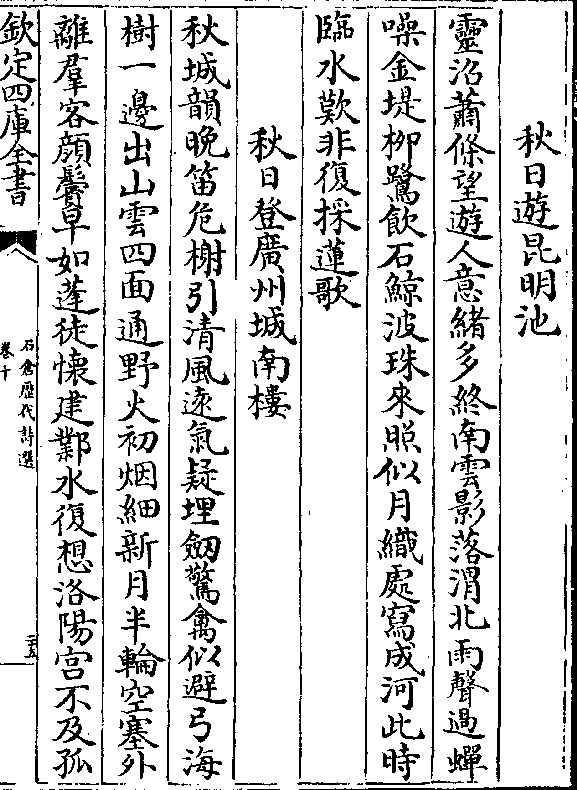 秋日遊昆明池
靈沼蕭條望遊人意緒多終南雲影落渭北雨聲過蟬
噪金堤柳鷺飲石鯨波珠來照似月織處寫成河此時
臨水歎非復採蓮歌
秋日登廣州城南樓
秋城韻晚笛危榭引清風遠氣疑埋劒驚禽似避弓海
樹一邊出山雲四面通野火初烟細新月半輪空塞外
離羣客顔鬢早如蓬徒懷建鄴水復想洛陽宫不及孤
欽定四庫全書
石倉歷代詩選
卷十
二五